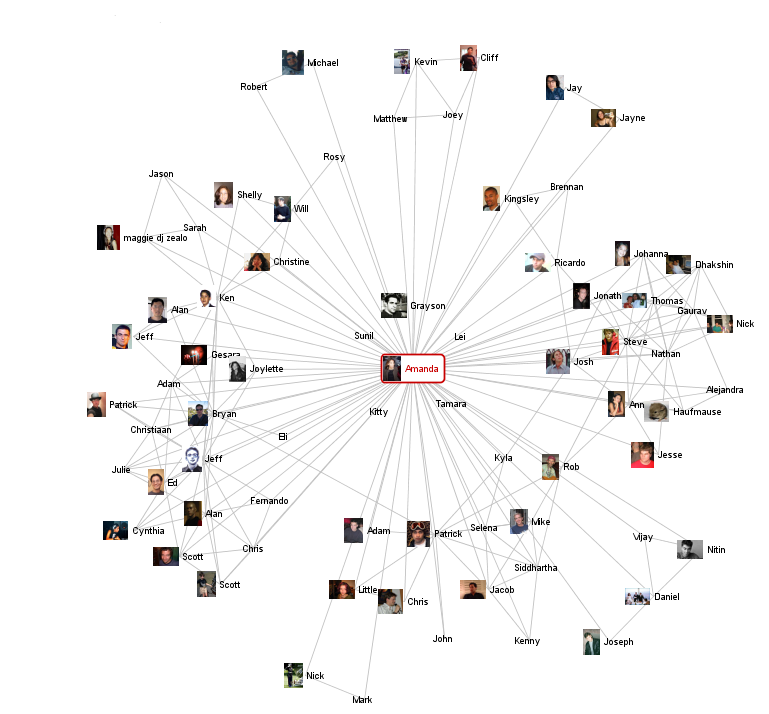 Michael
Kevin
Cliff
Robert
Jay
Matthew
Joey
Jayne
Rosy
Jason
Shelly
Will
Kingsley
Brennan
Sarah
maggie dj zealo
Christine
Ricardo
Johanna
Dhakshin
Ken
Alan
Grayson
Jonath
Thomas
Gaurav
Nick
Jeff
Sunil
Lei
Steve
Gesara
Joylette
Amanda
Josh
Nathan
Adam
Alejandra
Patrick
Bryan
Kitty
Tamara
Ann
Haufmause
Christiaan
Eli
Julie
Jeff
Kyla
Rob
Jesse
Ed
Fernando
Cynthia
Alan
Adam
Patrick
Selena
Mike
Vijay
Nitin
Scott
Chris
Siddhartha
Scott
Little
Chris
Jacob
Daniel
John
Kenny
Joseph
Nick
Mark